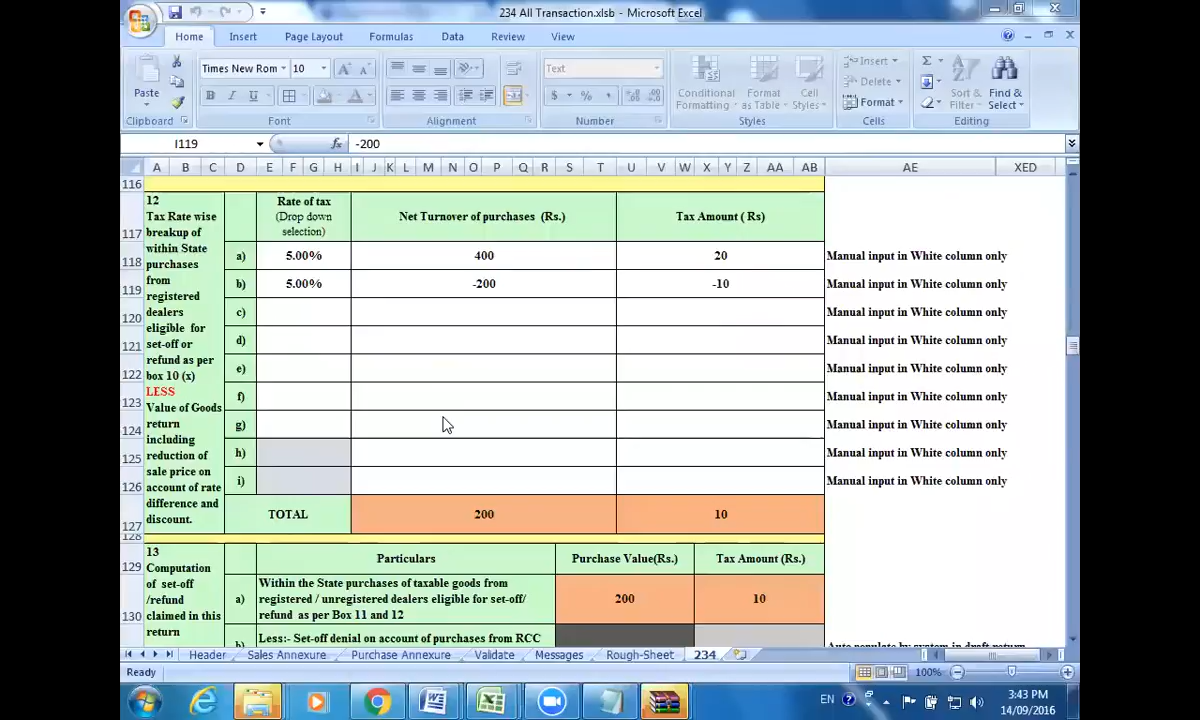 234 All Transaction.xlsb - Microsoft Excel
Home Insert Page Layout Formulas Data Review View
Times New Rom 10 Text Insert
Paste Delete
Conditional Formatting Format as Table Cell Styles Format Sort & Filter Find & Select
Clipboard Font Alignment Number Styles Cells Editing
I119 fx -200
A B C D E F G H I J K L M N O P Q R S T U V W X Y Z AA AB AE XED
116
117
12
Tax Rate wise
breakup of
within State
purchases
from
registered
dealers
eligible for
set-off or
refund as per
box 10 (x)
LESS
Value of Goods
return
including
reduction of
sale price on
account of rate
difference and
discount.
Rate of tax
(Drop down
selection)
Net Turnover of purchases (Rs.)
Tax Amount ( Rs)
118 a) 5.00% 400 20 Manual input in White column only
119 b) 5.00% -200 -10 Manual input in White column only
120 c) Manual input in White column only
121 d) Manual input in White column only
122 e) Manual input in White column only
123 f) Manual input in White column only
124 g) Manual input in White column only
125 h) Manual input in White column only
126 i) Manual input in White column only
127 TOTAL 200 10
128
129
13
Computation
of set-off
/refund
claimed in this
return
Particulars Purchase Value(Rs.) Tax Amount (Rs.)
130
a)
Within the State purchases of taxable goods from
registered / unregistered dealers eligible for set-off/
refund as per Box 11 and 12
200 10
b)
Less:- Set-off denial on account of purchases from RCC
Auto populate by system in draft return
Header Sales Annexure Purchase Annexure Validate Messages Rough-Sheet 234
Ready 100%
EN 3:43 PM
14/09/2016